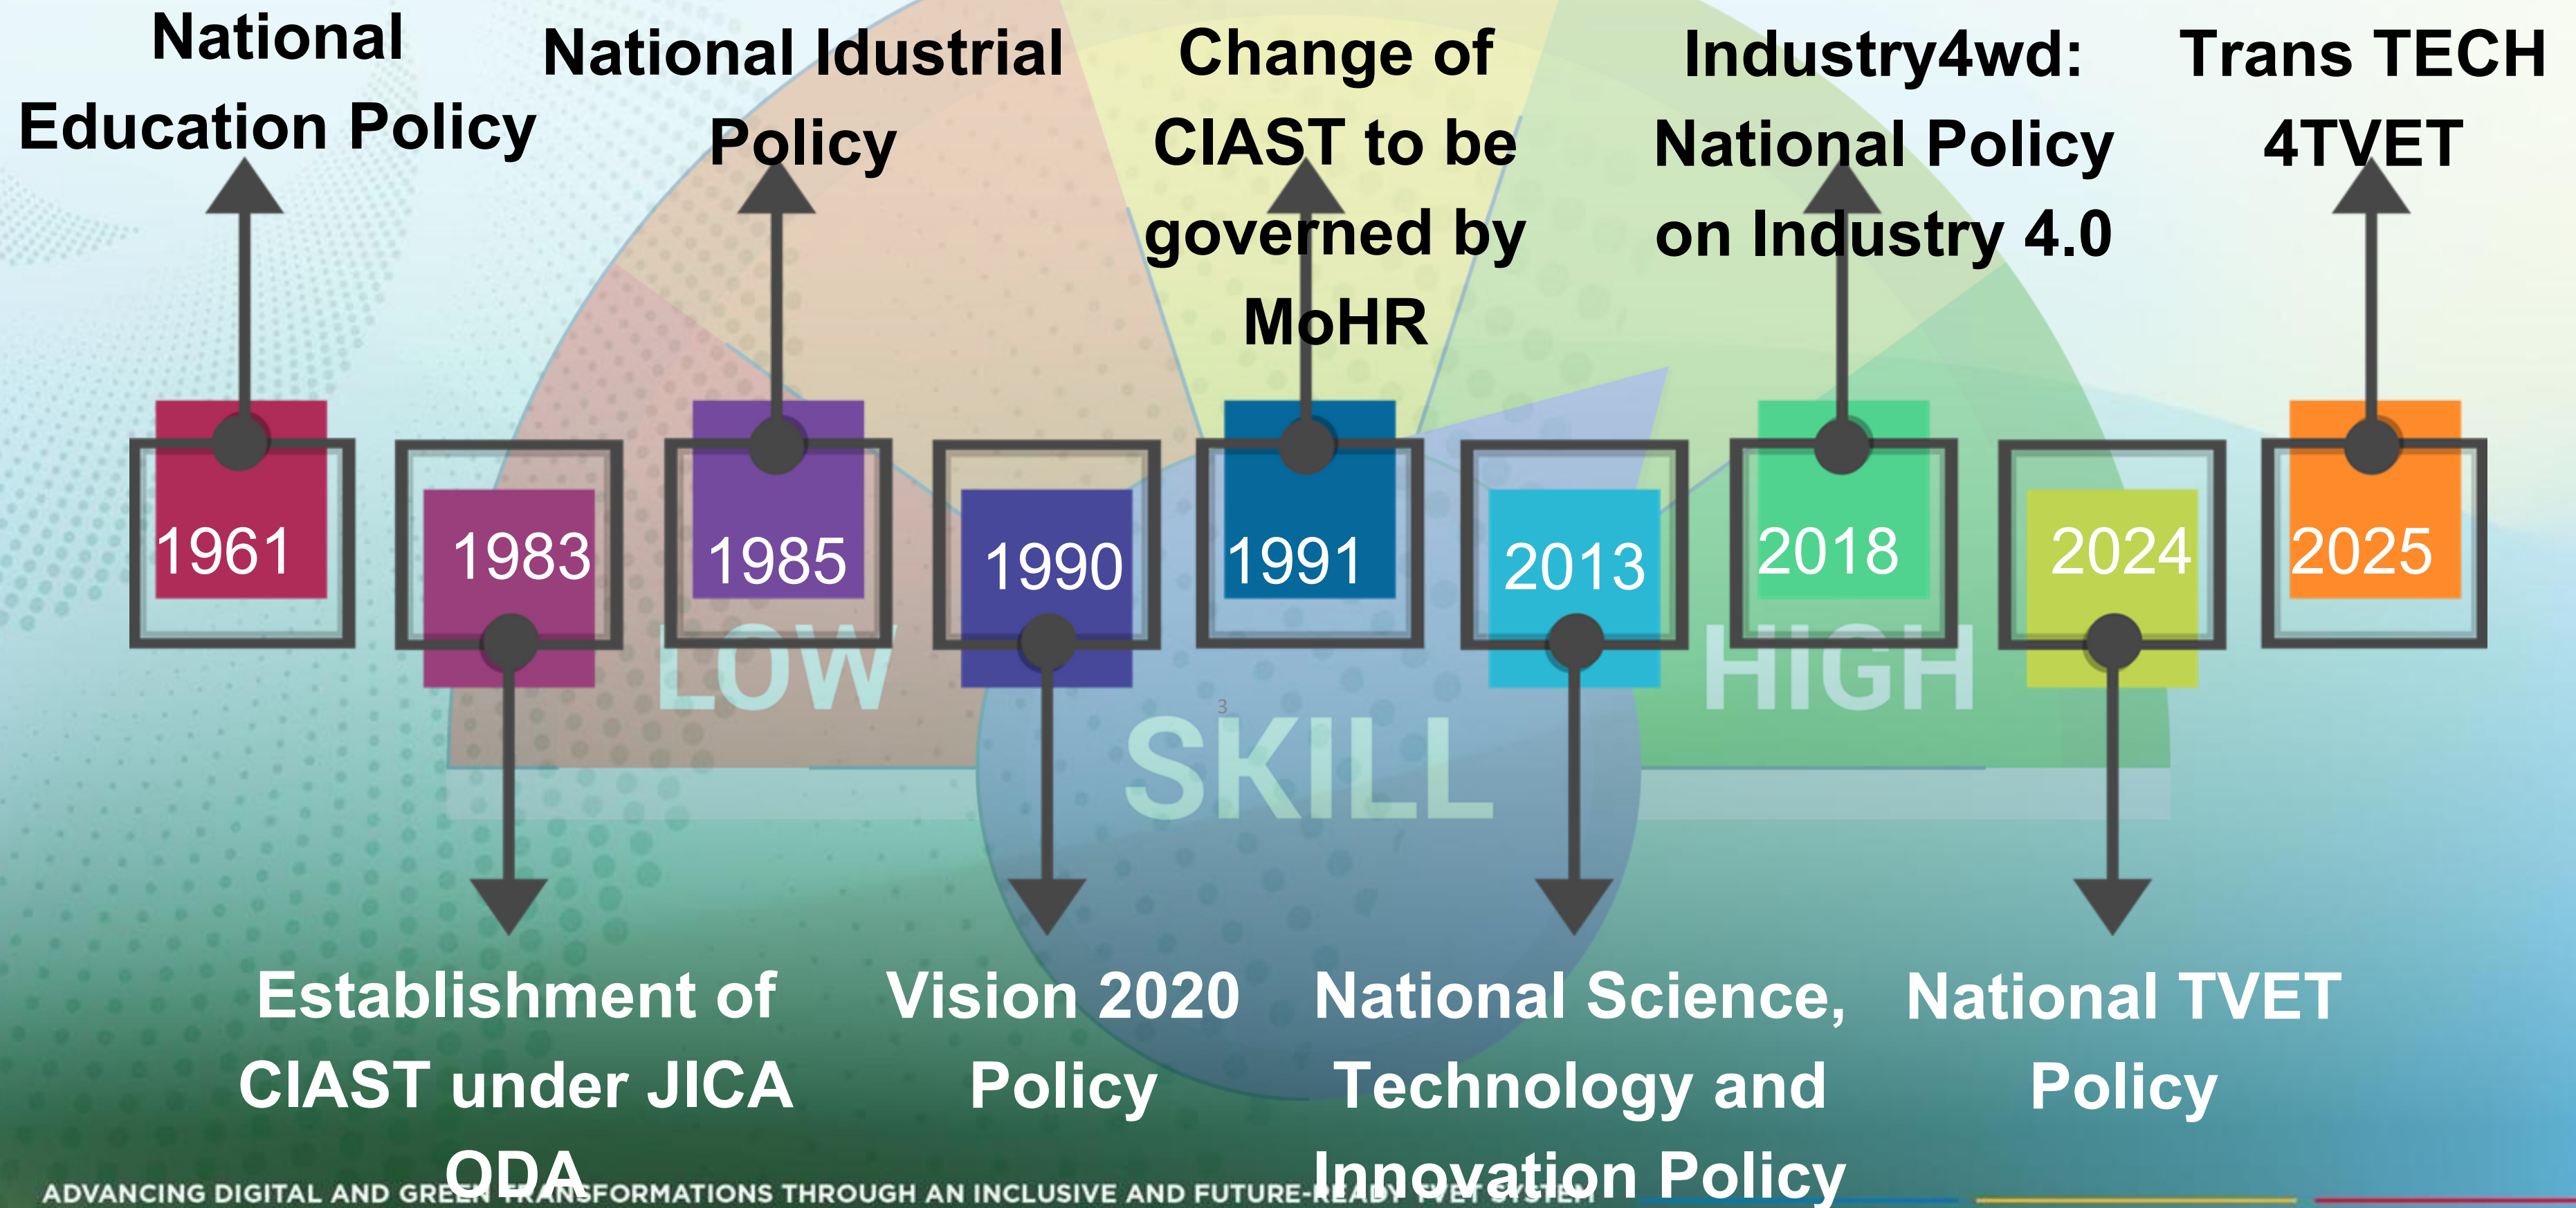 National
Education Policy
National Idustrial
Policy
Change of
CIAST to be
governed by
MoHR
Industry4wd:
National Policy
on Industry 4.0
Trans TECH
4TVET
1961
1983
1985
1990
1991
2013
2018
2024
2025
LOW
HIGH
3
SKILL
Establishment of
CIAST under JICA
ODA
Vision 2020
Policy
National Science,
Technology and
Innovation Policy
National TVET
Policy
ADVANCING DIGITAL AND GREEN TRANSFORMATIONS THROUGH AN INCLUSIVE AND FUTURE-READY TVET SYSTEM